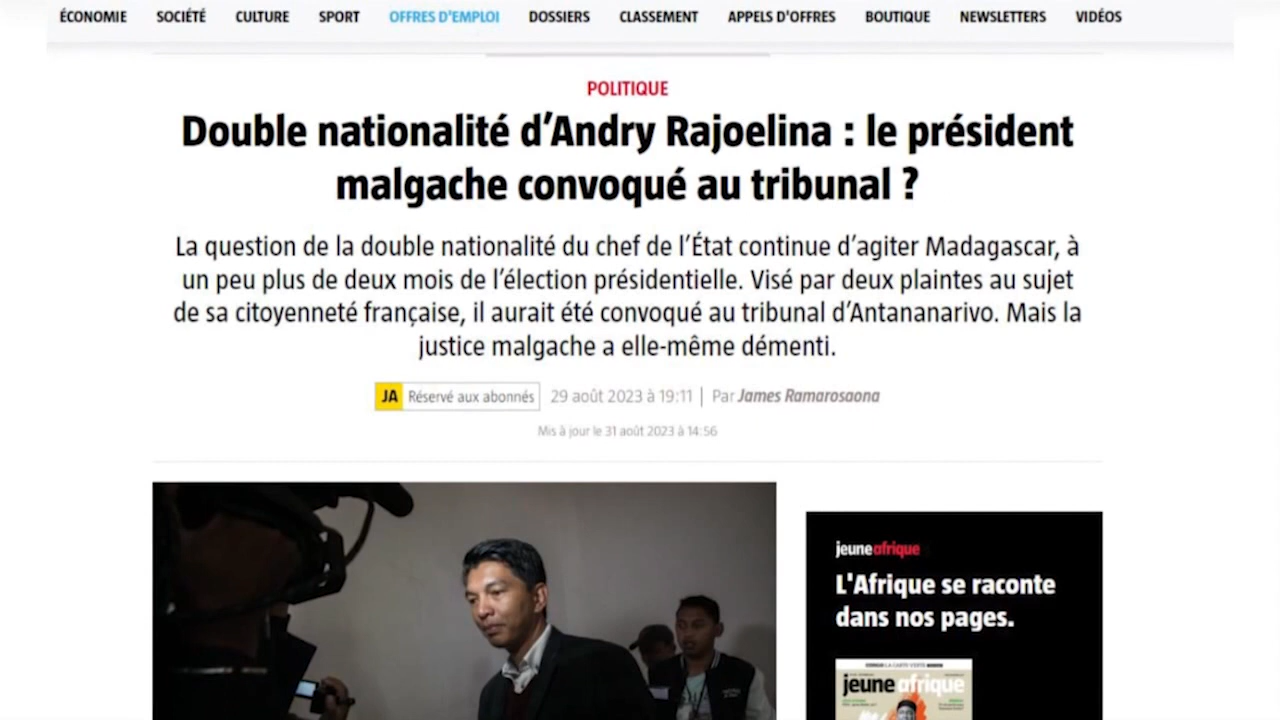 ÉCONOMIE SOCIÉTÉ CULTURE SPORT OFFRES D'EMPLOI DOSSIERS CLASSEMENT APPELS D'OFFRES BOUTIQUE NEWSLETTERS VIDÉOS
POLITIQUE
Double nationalité d’Andry Rajoelina : le président
malgache convoqué au tribunal ?
La question de la double nationalité du chef de l’État continue d’agiter Madagascar, à
un peu plus de deux mois de l’élection présidentielle. Visé par deux plaintes au sujet
de sa citoyenneté française, il aurait été convoqué au tribunal d’Antananarivo. Mais la
justice malgache a elle-même démenti.
JA Réservé aux abonnés 29 août 2023 à 19:11 | Par James Ramarosaona
Mis à jour le 31 août 2023 à 14:56
jeuneafrique
L'Afrique se raconte
dans nos pages.
jeune afrique